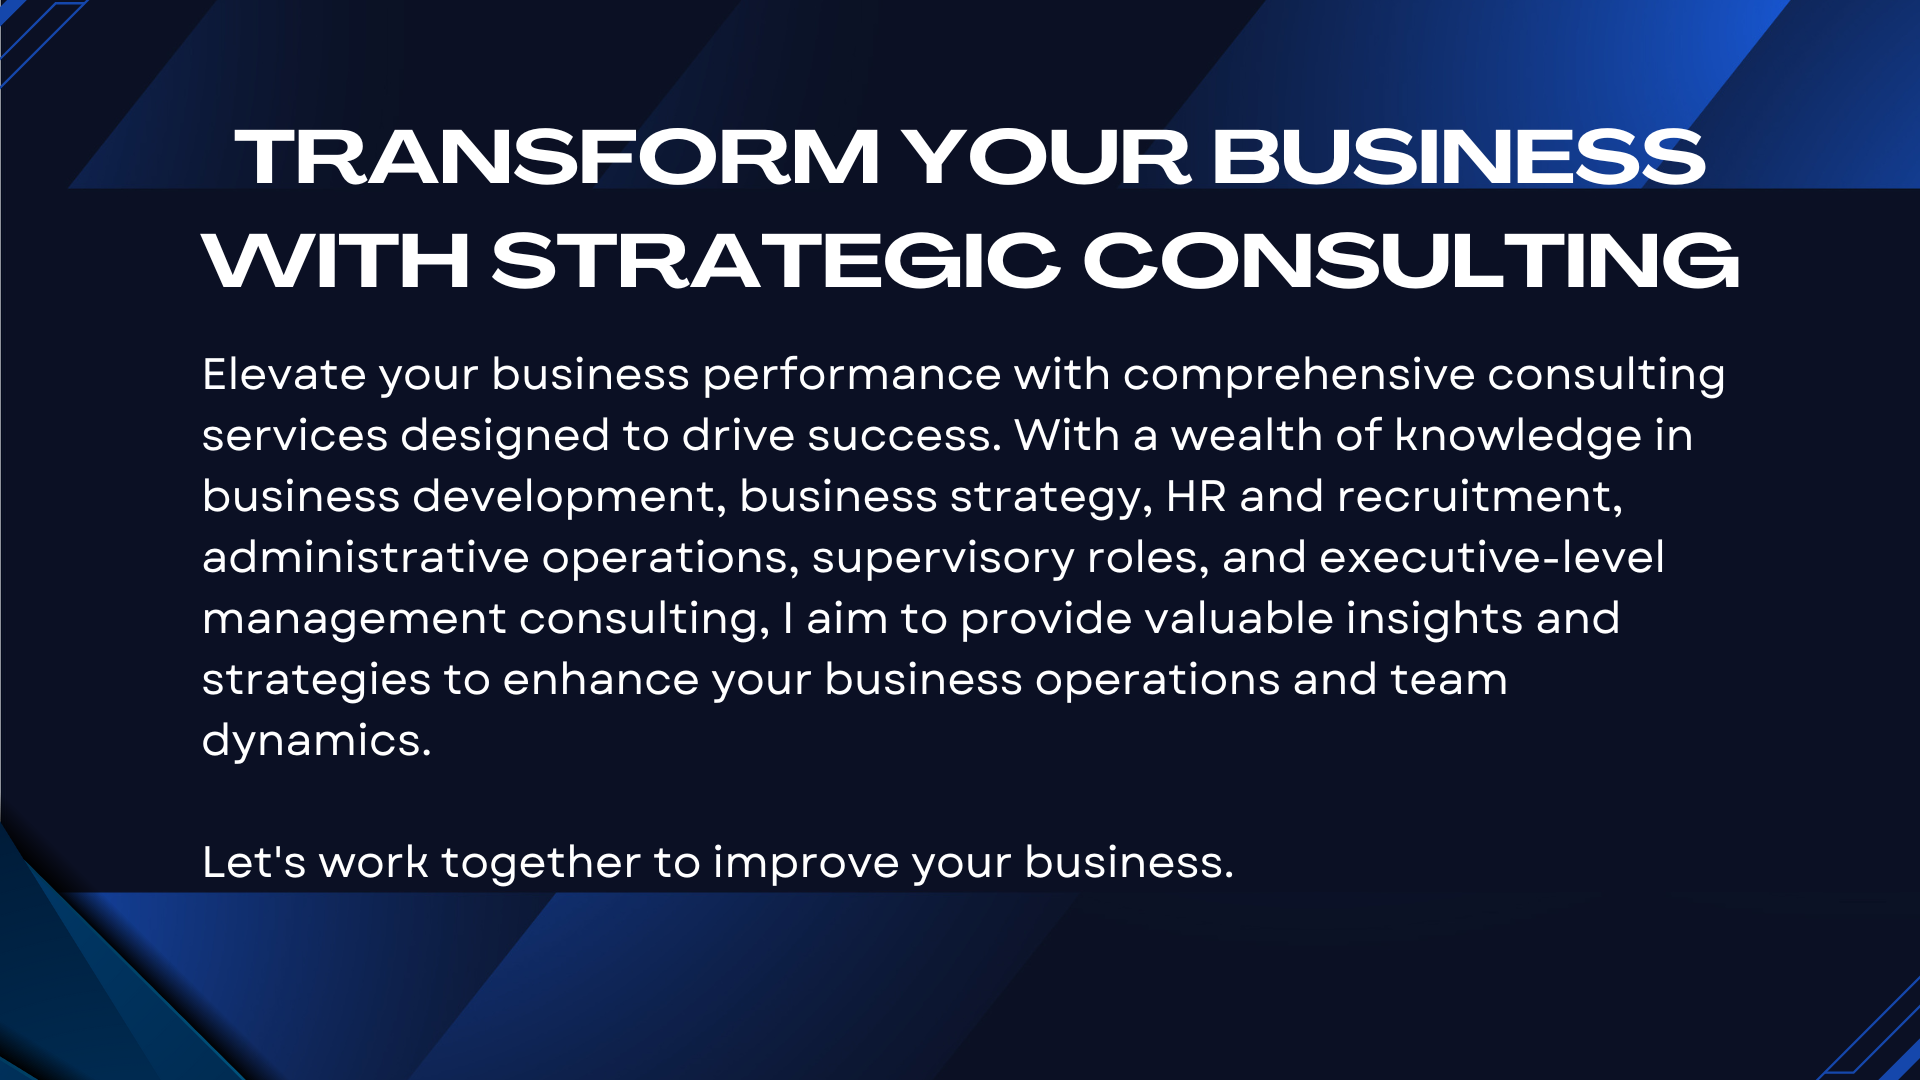 TRANSFORM YOUR BUSINESS
WITH STRATEGIC CONSULTING
Elevate your business performance with comprehensive consulting
services designed to drive success. With a wealth of knowledge in
business development, business strategy, HR and recruitment,
administrative operations, supervisory roles, and executive-level
management consulting, I aim to provide valuable insights and
strategies to enhance your business operations and team
dynamics.
Let's work together to improve your business.